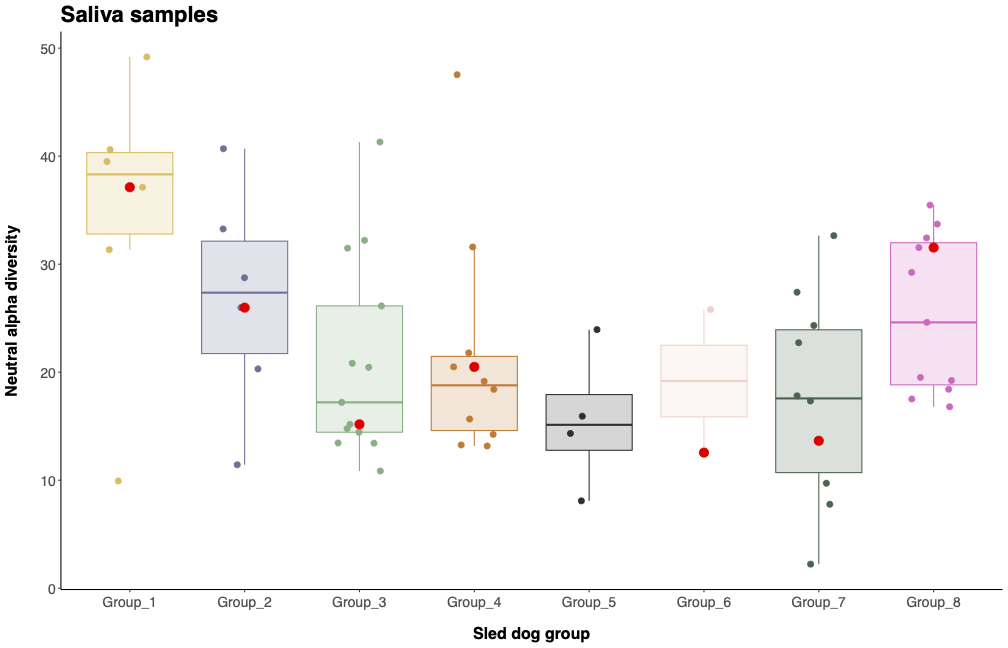 Saliva samples
Neutral alpha diversity
50
40
30
20
10
0
Group_1 Group_2 Group_3 Group_4 Group_5 Group_6 Group_7 Group_8
Sled dog group